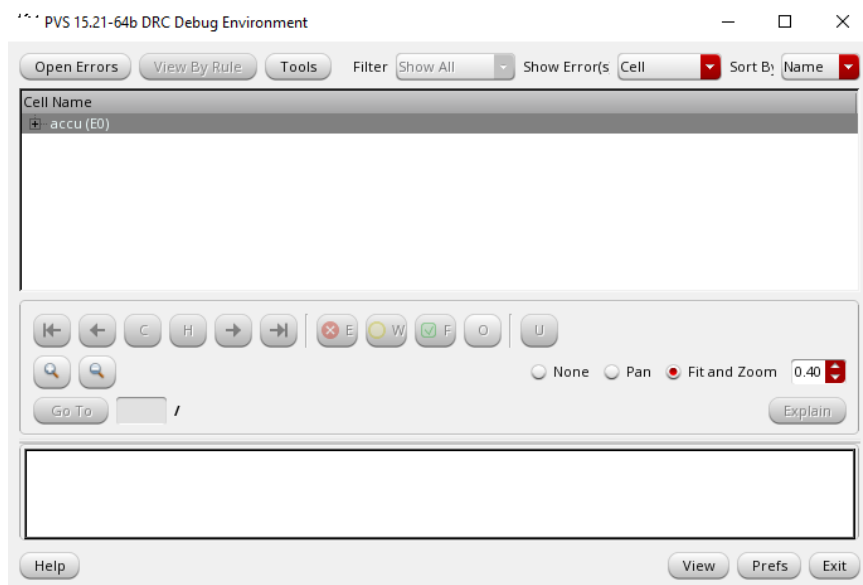 PVS 15.21-64b DRC Debug Environment
Open Errors View By Rule Tools Filter Show All Show Error(s Cell Sort By Name
Cell Name
accu (E0)
C H E W F O U
None Pan Fit and Zoom 0.40
Go To / Explain
Help View Prefs Exit